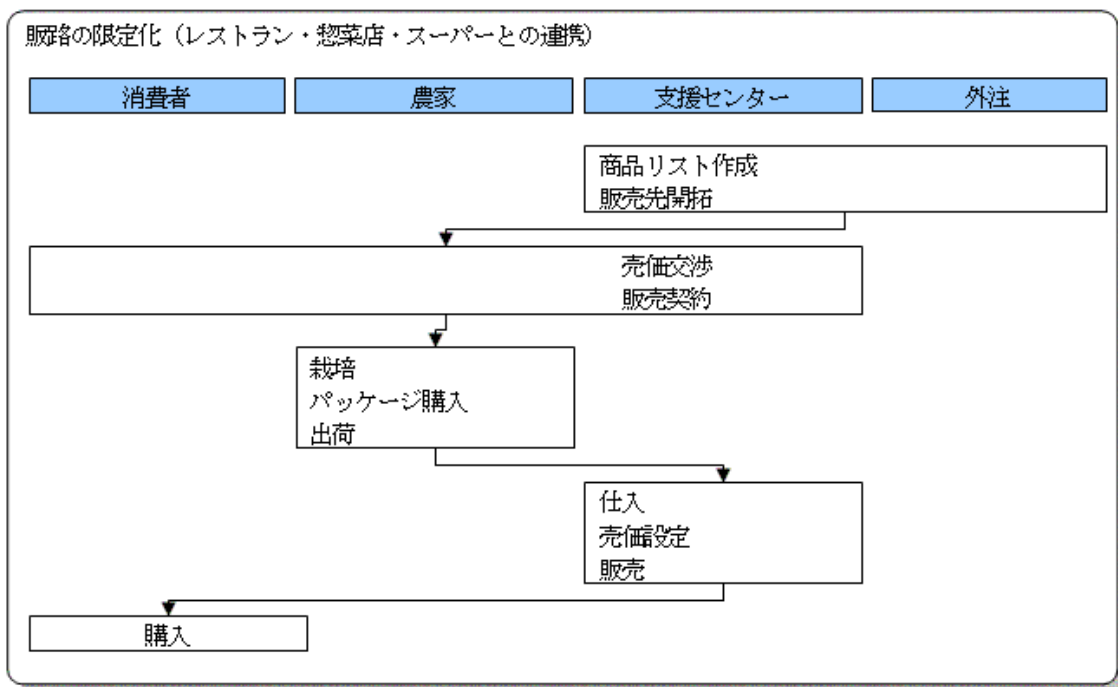 販路の限定化（レストラン・惣菜店・スーパーとの連携）
消費者 農家 支援センター 外注
商品リスト作成
販売先開拓
売価交渉
販売契約
栽培
パッケージ購入
出荷
仕入
売価設定
販売
購入